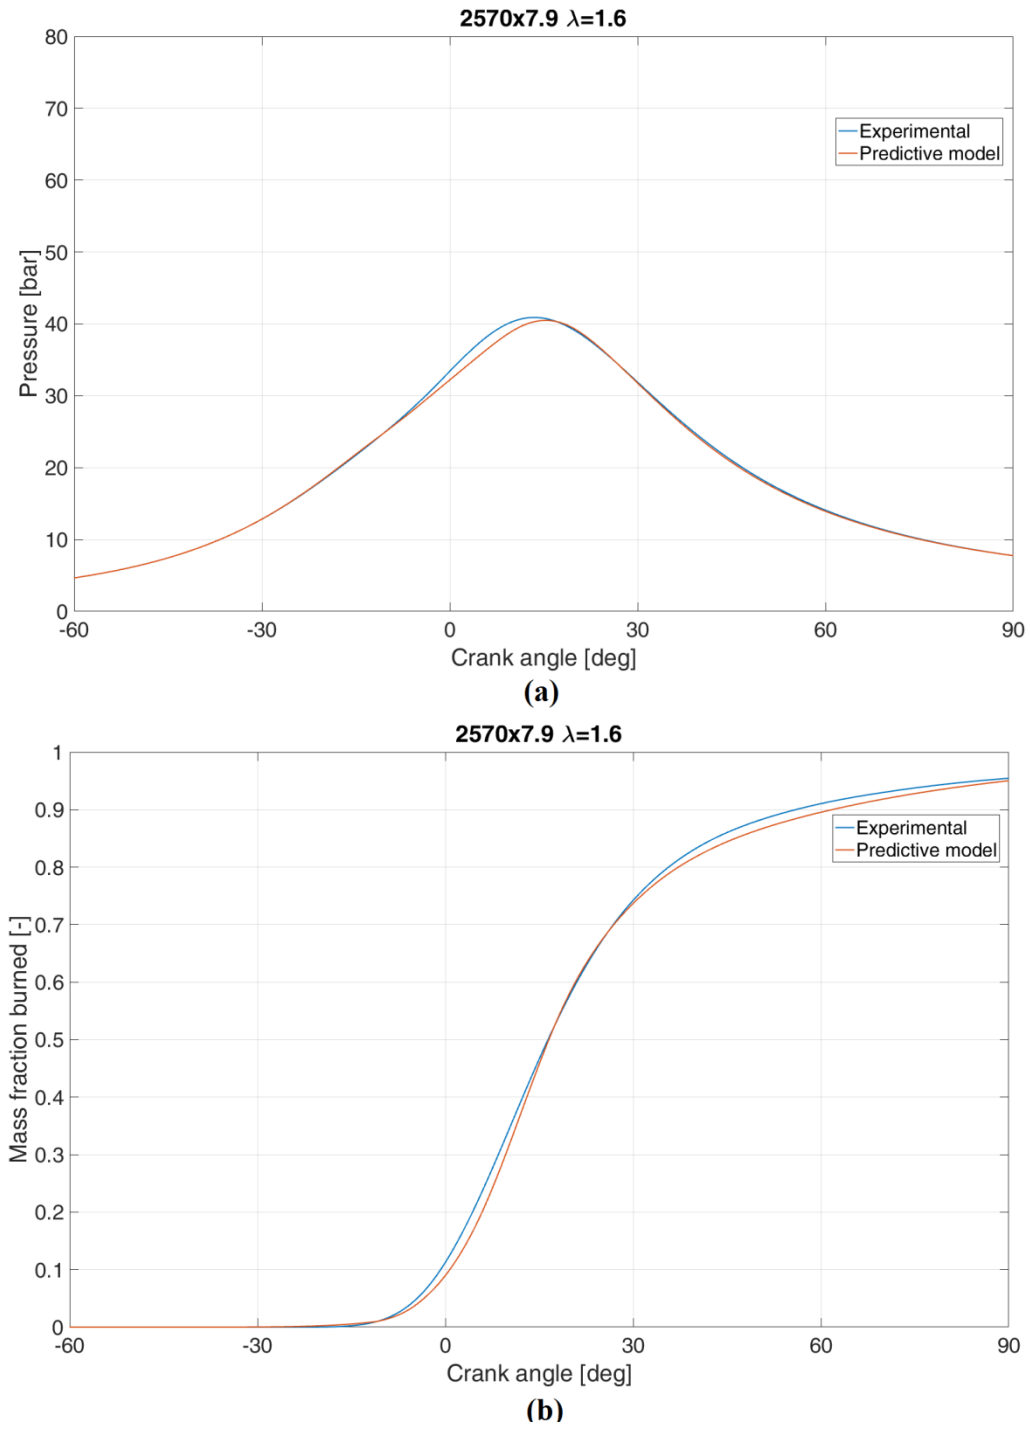 2570x7.9 λ=1.6
80
70
60
50
40
30
20
10
0
Pressure [bar]
Experimental
Predictive model
-60 -30 0 30 60 90
Crank angle [deg]
(a)
2570x7.9 λ=1.6
1
0.9
0.8
0.7
0.6
0.5
0.4
0.3
0.2
0.1
0
Mass fraction burned [-]
Experimental
Predictive model
-60 -30 0 30 60 90
Crank angle [deg]
(b)